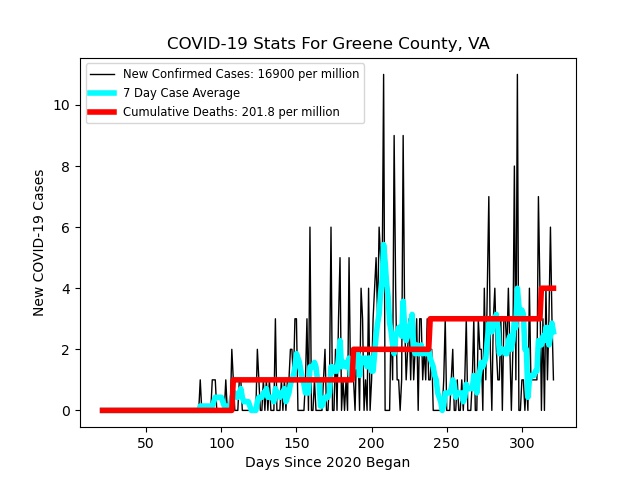 COVID-19 Stats For Greene County, VA
New Confirmed Cases: 16900 per million
7 Day Case Average
Cumulative Deaths: 201.8 per million
New COVID-19 Cases
10
8
6
4
2
0
50 100 150 200 250 300
Days Since 2020 Began